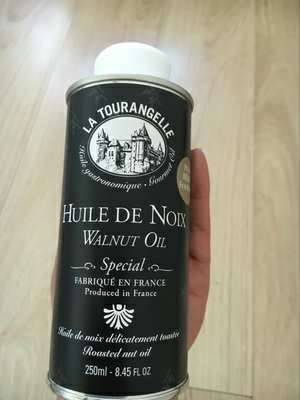 LA TOURANGELLE
Huile gastronomique - Gourmet Oil
HUILE DE NOIX
WALNUT OIL
Special
FABRIQUÉ EN FRANCE
Produced in France
Huile de noix délicatement toastée
Roasted nut oil
250ml - 8.45 FL OZ